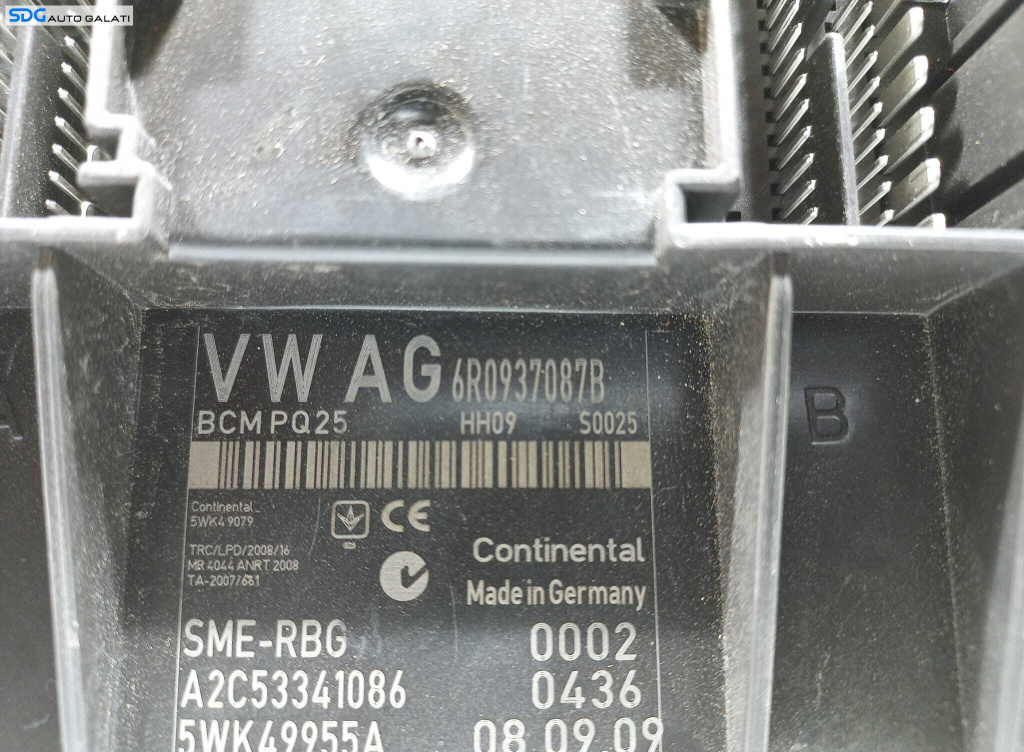 SDG AUTO GALATI
VW AG 6R0937087B
BCM PQ25 HH09 S0025
Continental
5WK4 9079
CE
TRC/LPD/2008/16
MR 4044 ANRT 2008
TA-2007/661
Continental
Made in Germany
SME-RBG 0002
A2C53341086 0436
5WK49955A 08.09.09
B